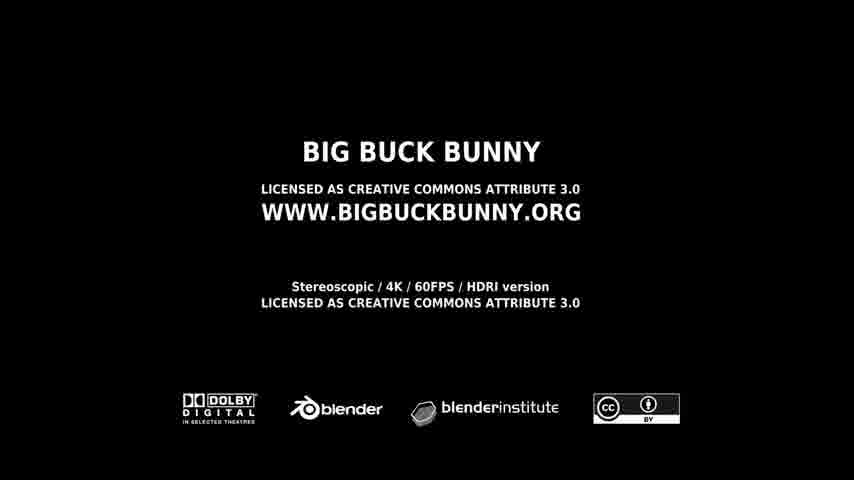 BIG BUCK BUNNY
LICENSED AS CREATIVE COMMONS ATTRIBUTE 3.0
WWW.BIGBUCKBUNNY.ORG
Stereoscopic / 4K / 60FPS / HDRI version
LICENSED AS CREATIVE COMMONS ATTRIBUTE 3.0
DOLBY
DIGITAL
IN SELECTED THEATRES
blender
blenderinstitute
cc
BY